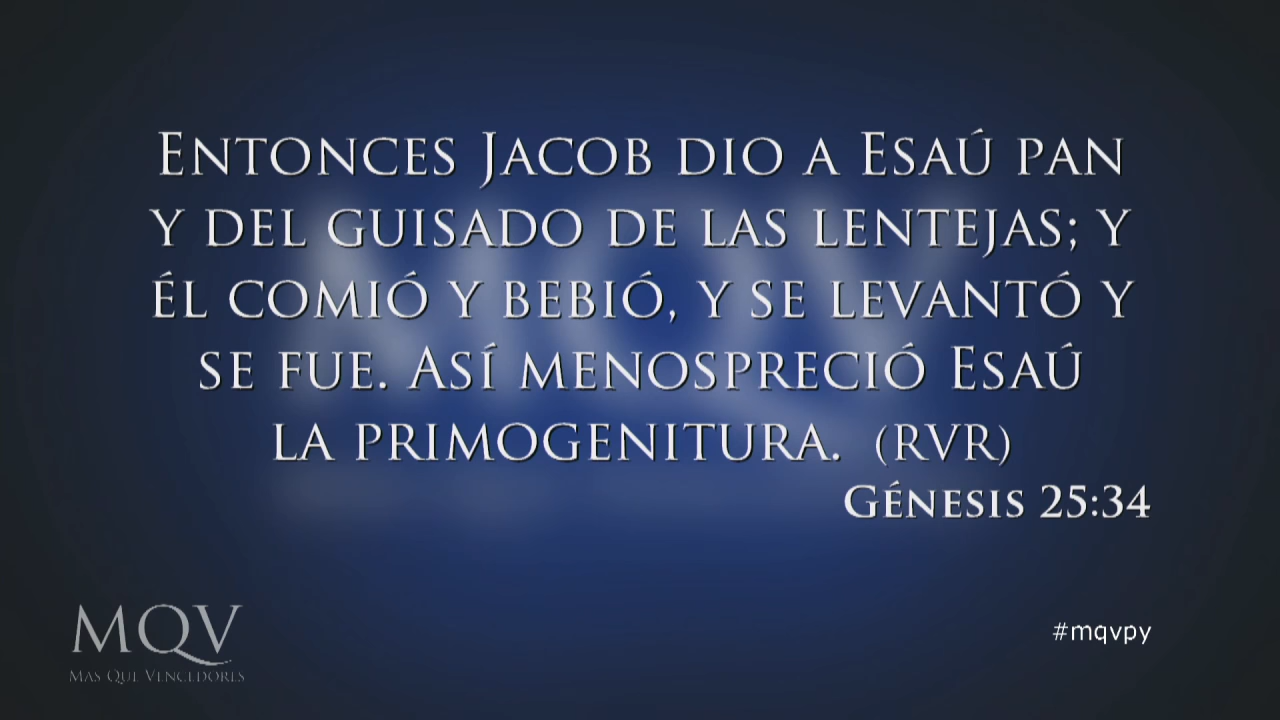 Entonces Jacob dio a Esaú pan
y del guisado de las lentejas; y
él comió y bebió, y se levantó y
se fue. Así menospreció Esaú
la primogenitura. (RVR)
Génesis 25:34
MQV
Mas Que Vencedores
#mqvpy